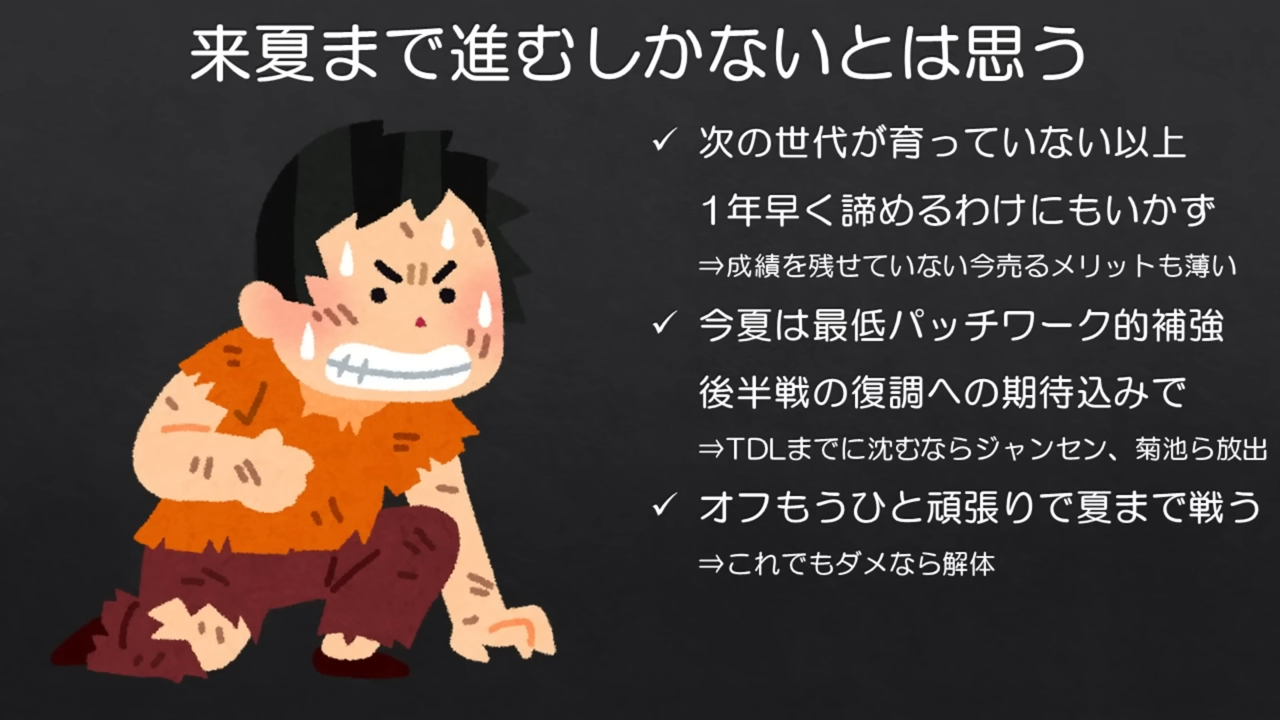 来夏まで進むしかないとは思う
✓ 次の世代が育っていない以上
1年早く諦めるわけにもいかず
⇒成績を残せていない今売るメリットも薄い
✓ 今夏は最低パッチワーク的補強
後半戦の復調への期待込みで
⇒TDLまでに沈むならジャンセン、菊池ら放出
✓ オフもうひと頑張りで夏まで戦う
⇒これでもダメなら解体